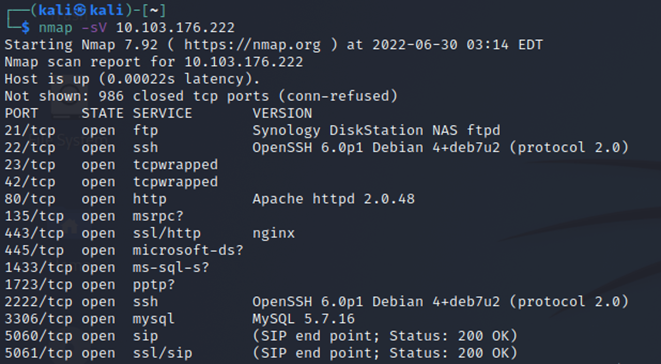 ┌──(kali㉿kali)-[~]
└─$ nmap -sV 10.103.176.222
Starting Nmap 7.92 ( https://nmap.org ) at 2022-06-30 03:14 EDT
Nmap scan report for 10.103.176.222
Host is up (0.00022s latency).
Not shown: 986 closed tcp ports (conn-refused)
PORT     STATE SERVICE       VERSION
21/tcp   open  ftp           Synology DiskStation NAS ftpd
22/tcp   open  ssh           OpenSSH 6.0p1 Debian 4+deb7u2 (protocol 2.0)
23/tcp   open  tcpwrapped
42/tcp   open  tcpwrapped
80/tcp   open  http          Apache httpd 2.0.48
135/tcp  open  msrpc?
443/tcp  open  ssl/http      nginx
445/tcp  open  microsoft-ds?
1433/tcp open  ms-sql-s?
1723/tcp open  pptp?
2222/tcp open  ssh           OpenSSH 6.0p1 Debian 4+deb7u2 (protocol 2.0)
3306/tcp open  mysql         MySQL 5.7.16
5060/tcp open  sip           (SIP end point; Status: 200 OK)
5061/tcp open  ssl/sip       (SIP end point; Status: 200 OK)